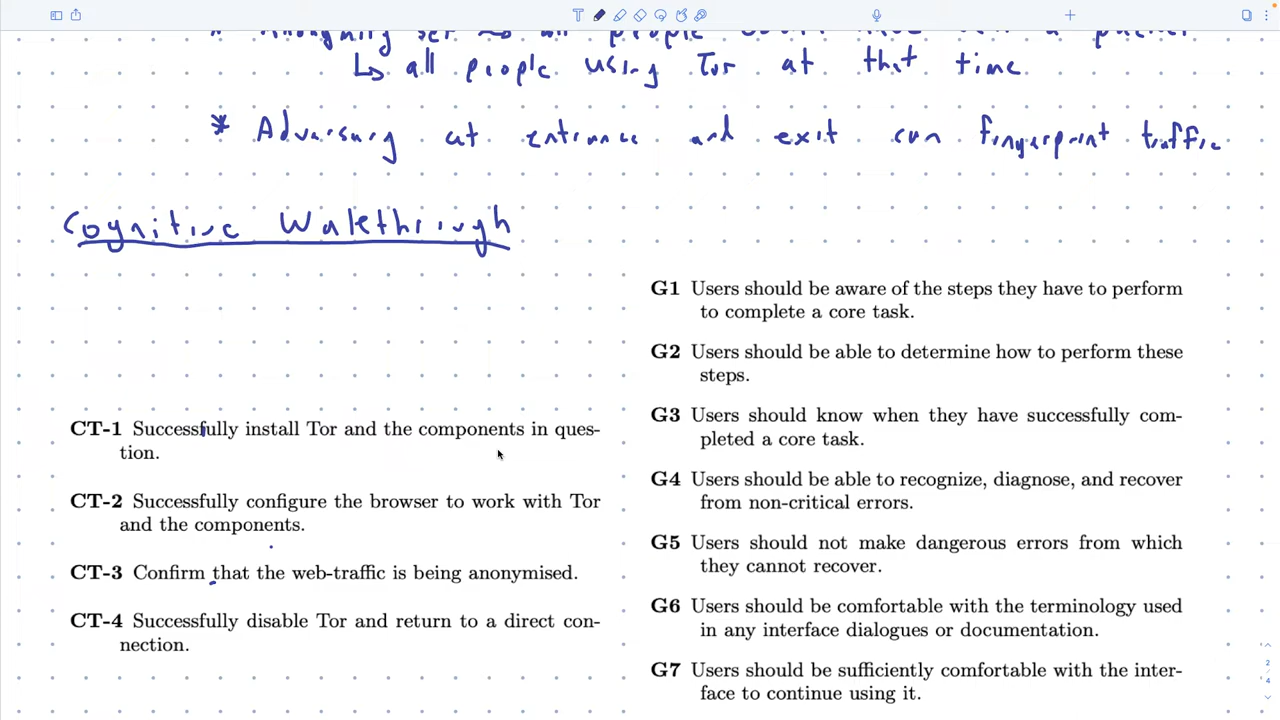 * Anonymity set → all people
↳ all people using Tor at that time
* Adversary at entrance and exit can fingerprint traffic
Cognitive Walkthrough
CT-1 Successfully install Tor and the components in ques-
tion.
CT-2 Successfully configure the browser to work with Tor
and the components.
CT-3 Confirm that the web-traffic is being anonymised.
CT-4 Successfully disable Tor and return to a direct con-
nection.
G1 Users should be aware of the steps they have to perform
to complete a core task.
G2 Users should be able to determine how to perform these
steps.
G3 Users should know when they have successfully com-
pleted a core task.
G4 Users should be able to recognize, diagnose, and recover
from non-critical errors.
G5 Users should not make dangerous errors from which
they cannot recover.
G6 Users should be comfortable with the terminology used
in any interface dialogues or documentation.
G7 Users should be sufficiently comfortable with the inter-
face to continue using it.
2
4